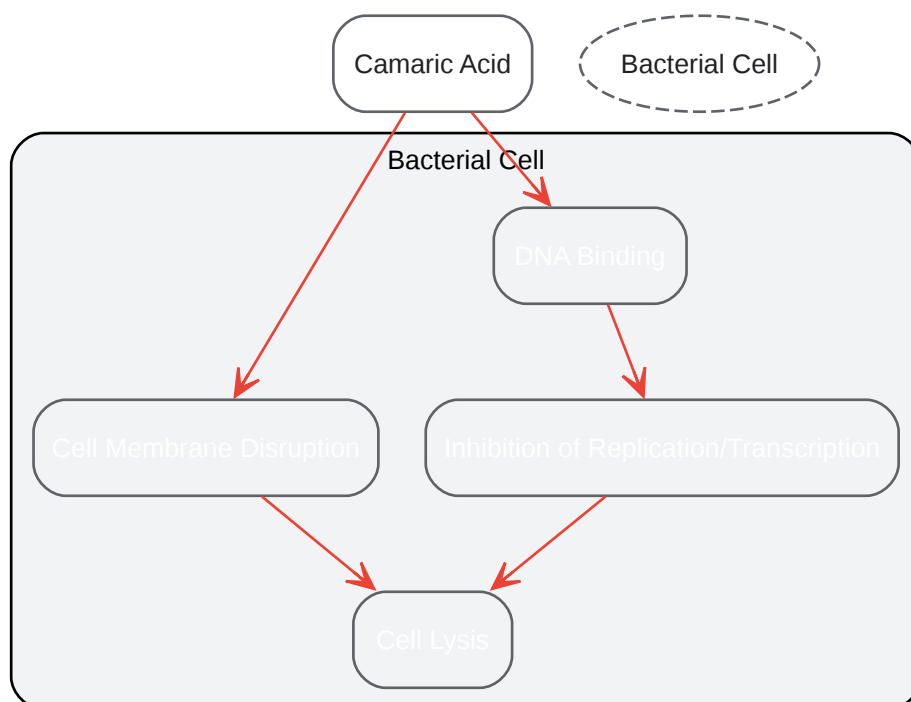 Camaric Acid
Bacterial Cell
Bacterial Cell
DNA Binding
Cell Membrane Disruption
Inhibition of Replication/Transcription
Cell Lysis